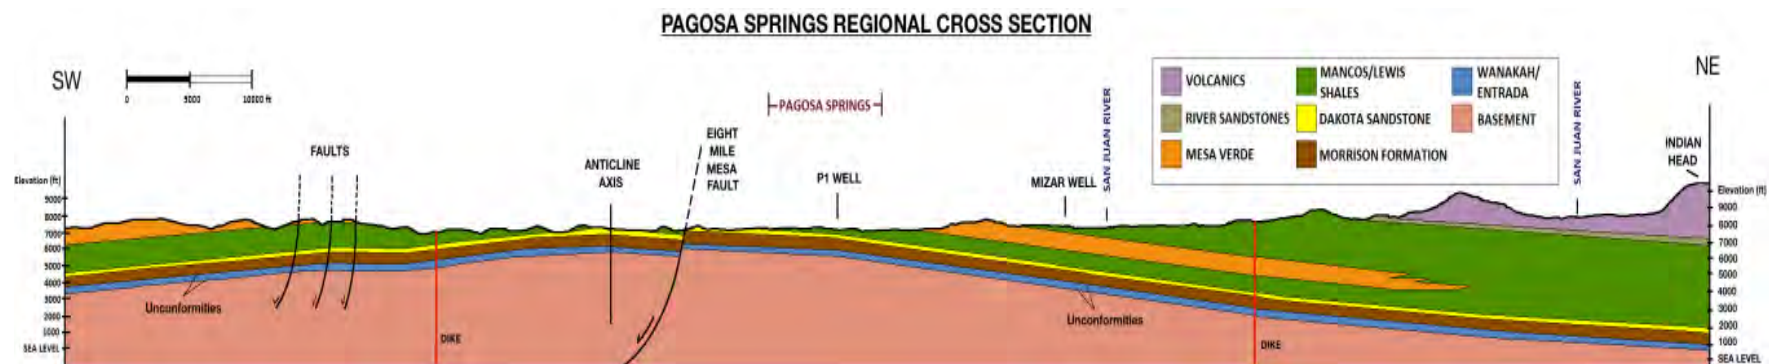 PAGOSA SPRINGS REGIONAL CROSS SECTION
SW
0 5000 10000 ft
PAGOSA SPRINGS
VOLCANICS
MANCOS/LEWIS
SHALES
WANAKAH/
ENTRADA
RIVER SANDSTONES
DAKOTA SANDSTONE
BASEMENT
MESA VERDE
MORRISON FORMATION
NE
SAN JUAN RIVER
SAN JUAN RIVER
FAULTS
ANTICLINE
AXIS
EIGHT
MILE
MESA
FAULT
P1 WELL
MIZAR WELL
INDIAN
HEAD
Elevation (ft)
9000
8000
7000
6000
5000
4000
3000
2000
1000
SEA LEVEL
Unconformities
DIKE
Unconformities
DIKE
Elevation (ft)
9000
8000
7000
6000
5000
4000
3000
2000
1000
SEA LEVEL